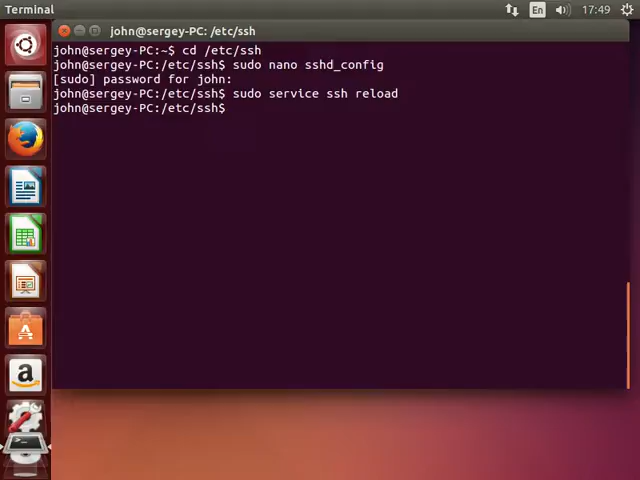 Terminal
En
17:49
john@sergey-PC: /etc/ssh
john@sergey-PC:~$ cd /etc/ssh
john@sergey-PC:/etc/ssh$ sudo nano sshd_config
[sudo] password for john:
john@sergey-PC:/etc/ssh$ sudo service ssh reload
john@sergey-PC:/etc/ssh$